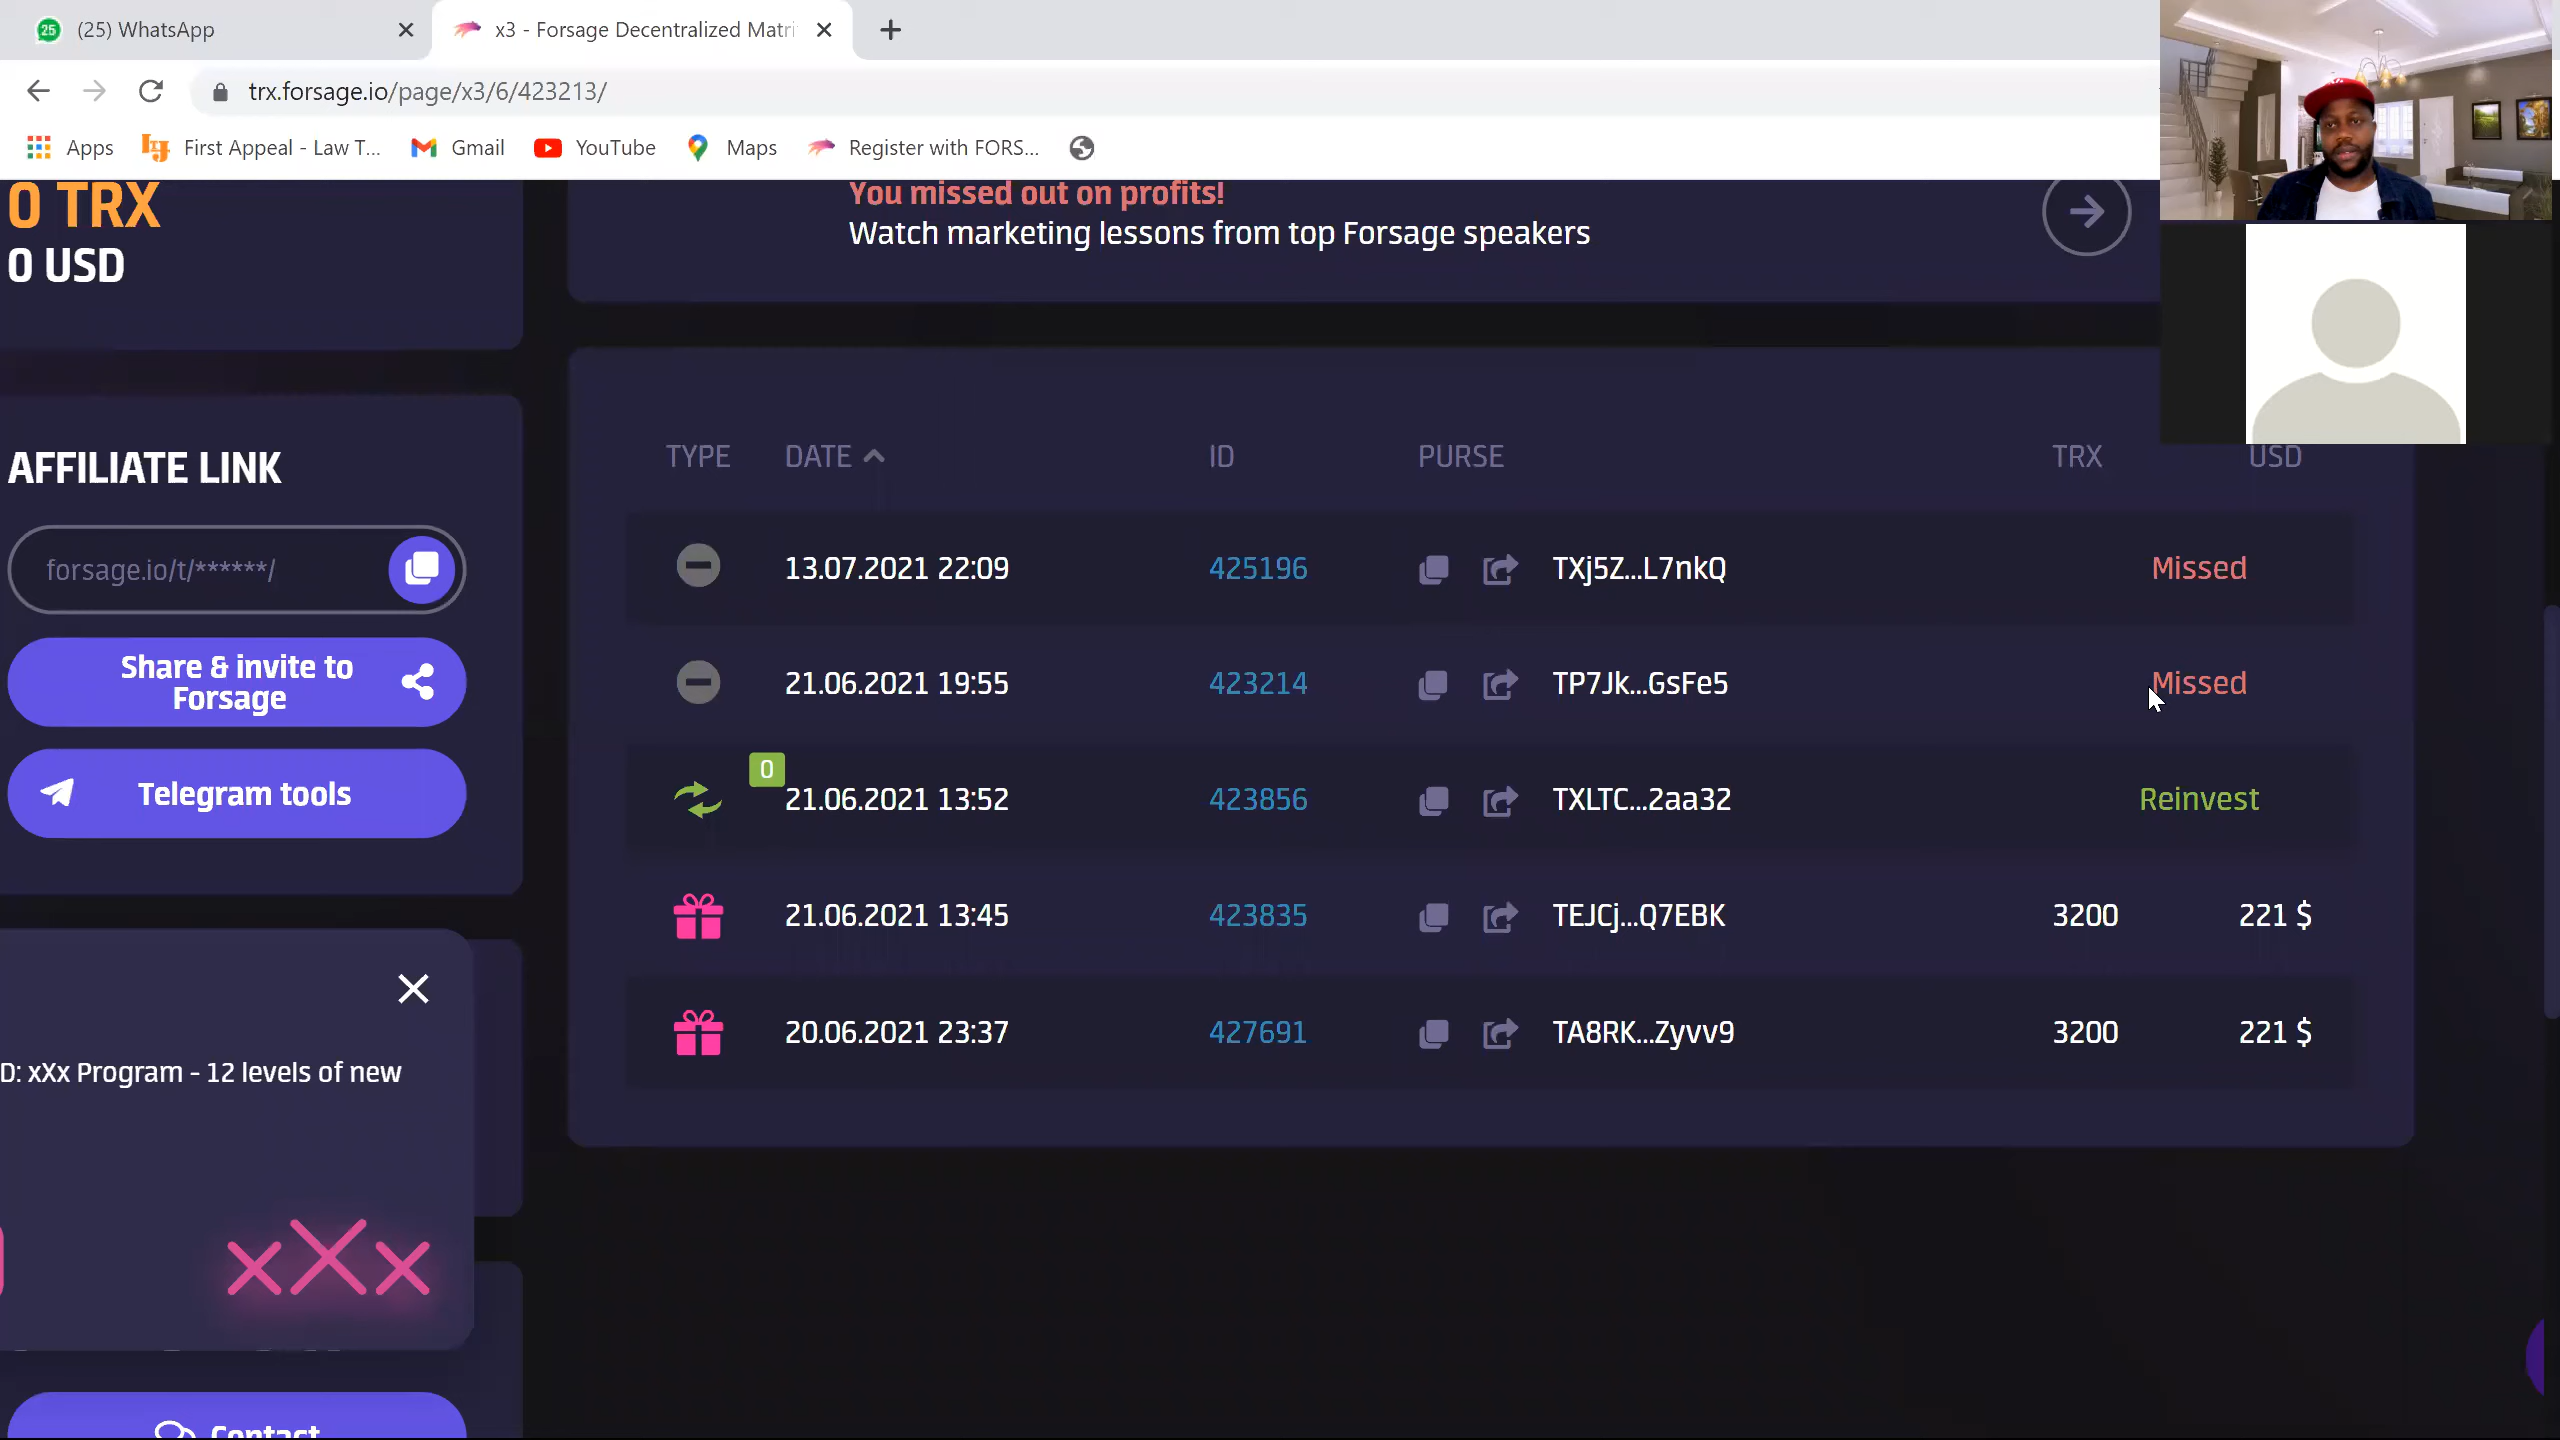 25 (25) WhatsApp
x3 - Forsage Decentralized Matri
trx.forsage.io/page/x3/6/423213/
Apps
First Appeal - Law T...
Gmail
YouTube
Maps
Register with FORS...
0 TRX
0 USD
You missed out on profits!
Watch marketing lessons from top Forsage speakers
AFFILIATE LINK
forsage.io/t/******/
Share & invite to
Forsage
Telegram tools
D: xXx Program - 12 levels of new
xXx
Contact
TYPE DATE ID PURSE TRX USD
13.07.2021 22:09 425196 TXj5Z...L7nkQ Missed
21.06.2021 19:55 423214 TP7Jk...GsFe5 Missed
0
21.06.2021 13:52 423856 TXLTC...2aa32 Reinvest
21.06.2021 13:45 423835 TEJCj...Q7EBK 3200 221 $
20.06.2021 23:37 427691 TA8RK...Zyvv9 3200 221 $